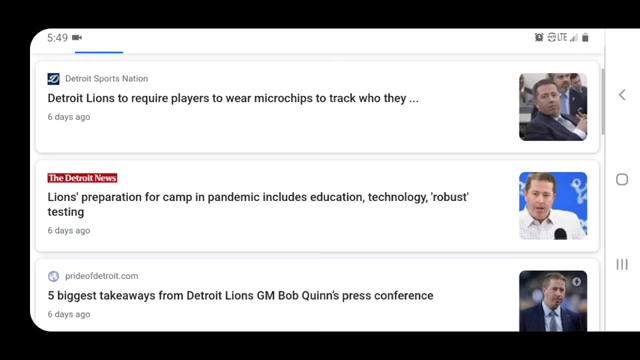 5:49
LTE
Detroit Sports Nation
Detroit Lions to require players to wear microchips to track who they ...
6 days ago
The Detroit News
Lions' preparation for camp in pandemic includes education, technology, 'robust'
testing
6 days ago
prideofdetroit.com
5 biggest takeaways from Detroit Lions GM Bob Quinn's press conference
6 days ago